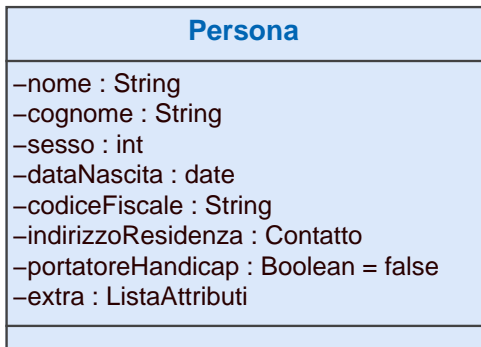 Persona
–nome : String
–cognome : String
–sesso : int
–dataNascita : date
–codiceFiscale : String
–indirizzoResidenza : Contatto
–portatoreHandicap : Boolean = false
–extra : ListaAttributi